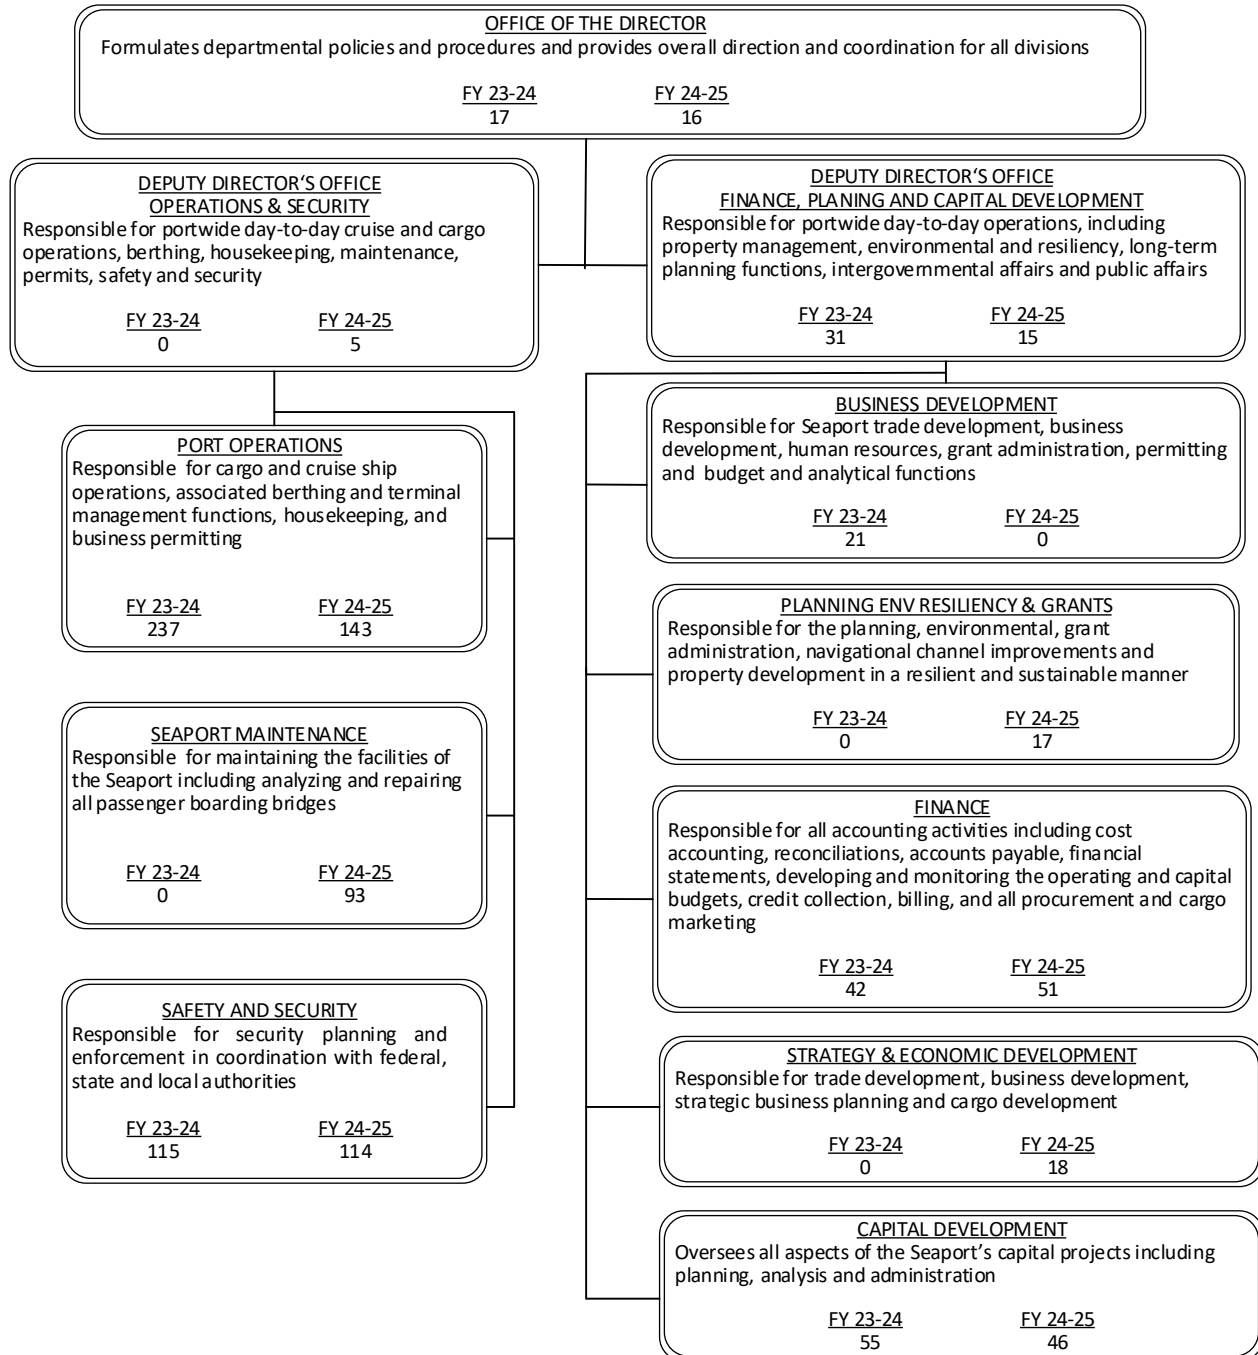 OFFICE OF THE DIRECTOR
Formulates departmental policies and procedures and provides overall direction and coordination for all divisions
FY 23-24 FY 24-25
17 16
DEPUTY DIRECTOR‘S OFFICE
OPERATIONS & SECURITY
Responsible for portwide day-to-day cruise and cargo
operations, berthing, housekeeping, maintenance,
permits, safety and security
FY 23-24 FY 24-25
0 5
DEPUTY DIRECTOR‘S OFFICE
FINANCE, PLANING AND CAPITAL DEVELOPMENT
Responsible for portwide day-to-day operations, including
property management, environmental and resiliency, long-term
planning functions, intergovernmental affairs and public affairs
FY 23-24 FY 24-25
31 15
PORT OPERATIONS
Responsible for cargo and cruise ship
operations, associated berthing and terminal
management functions, housekeeping, and
business permitting
FY 23-24 FY 24-25
237 143
SEAPORT MAINTENANCE
Responsible for maintaining the facilities of
the Seaport including analyzing and repairing
all passenger boarding bridges
FY 23-24 FY 24-25
0 93
SAFETY AND SECURITY
Responsible for security planning and
enforcement in coordination with federal,
state and local authorities
FY 23-24 FY 24-25
115 114
BUSINESS DEVELOPMENT
Responsible for Seaport trade development, business
development, human resources, grant administration, permitting
and budget and analytical functions
FY 23-24 FY 24-25
21 0
PLANNING ENV RESILIENCY & GRANTS
Responsible for the planning, environmental, grant
administration, navigational channel improvements and
property development in a resilient and sustainable manner
FY 23-24 FY 24-25
0 17
FINANCE
Responsible for all accounting activities including cost
accounting, reconciliations, accounts payable, financial
statements, developing and monitoring the operating and capital
budgets, credit collection, billing, and all procurement and cargo
marketing
FY 23-24 FY 24-25
42 51
STRATEGY & ECONOMIC DEVELOPMENT
Responsible for trade development, business development,
strategic business planning and cargo development
FY 23-24 FY 24-25
0 18
CAPITAL DEVELOPMENT
Oversees all aspects of the Seaport’s capital projects including
planning, analysis and administration
FY 23-24 FY 24-25
55 46